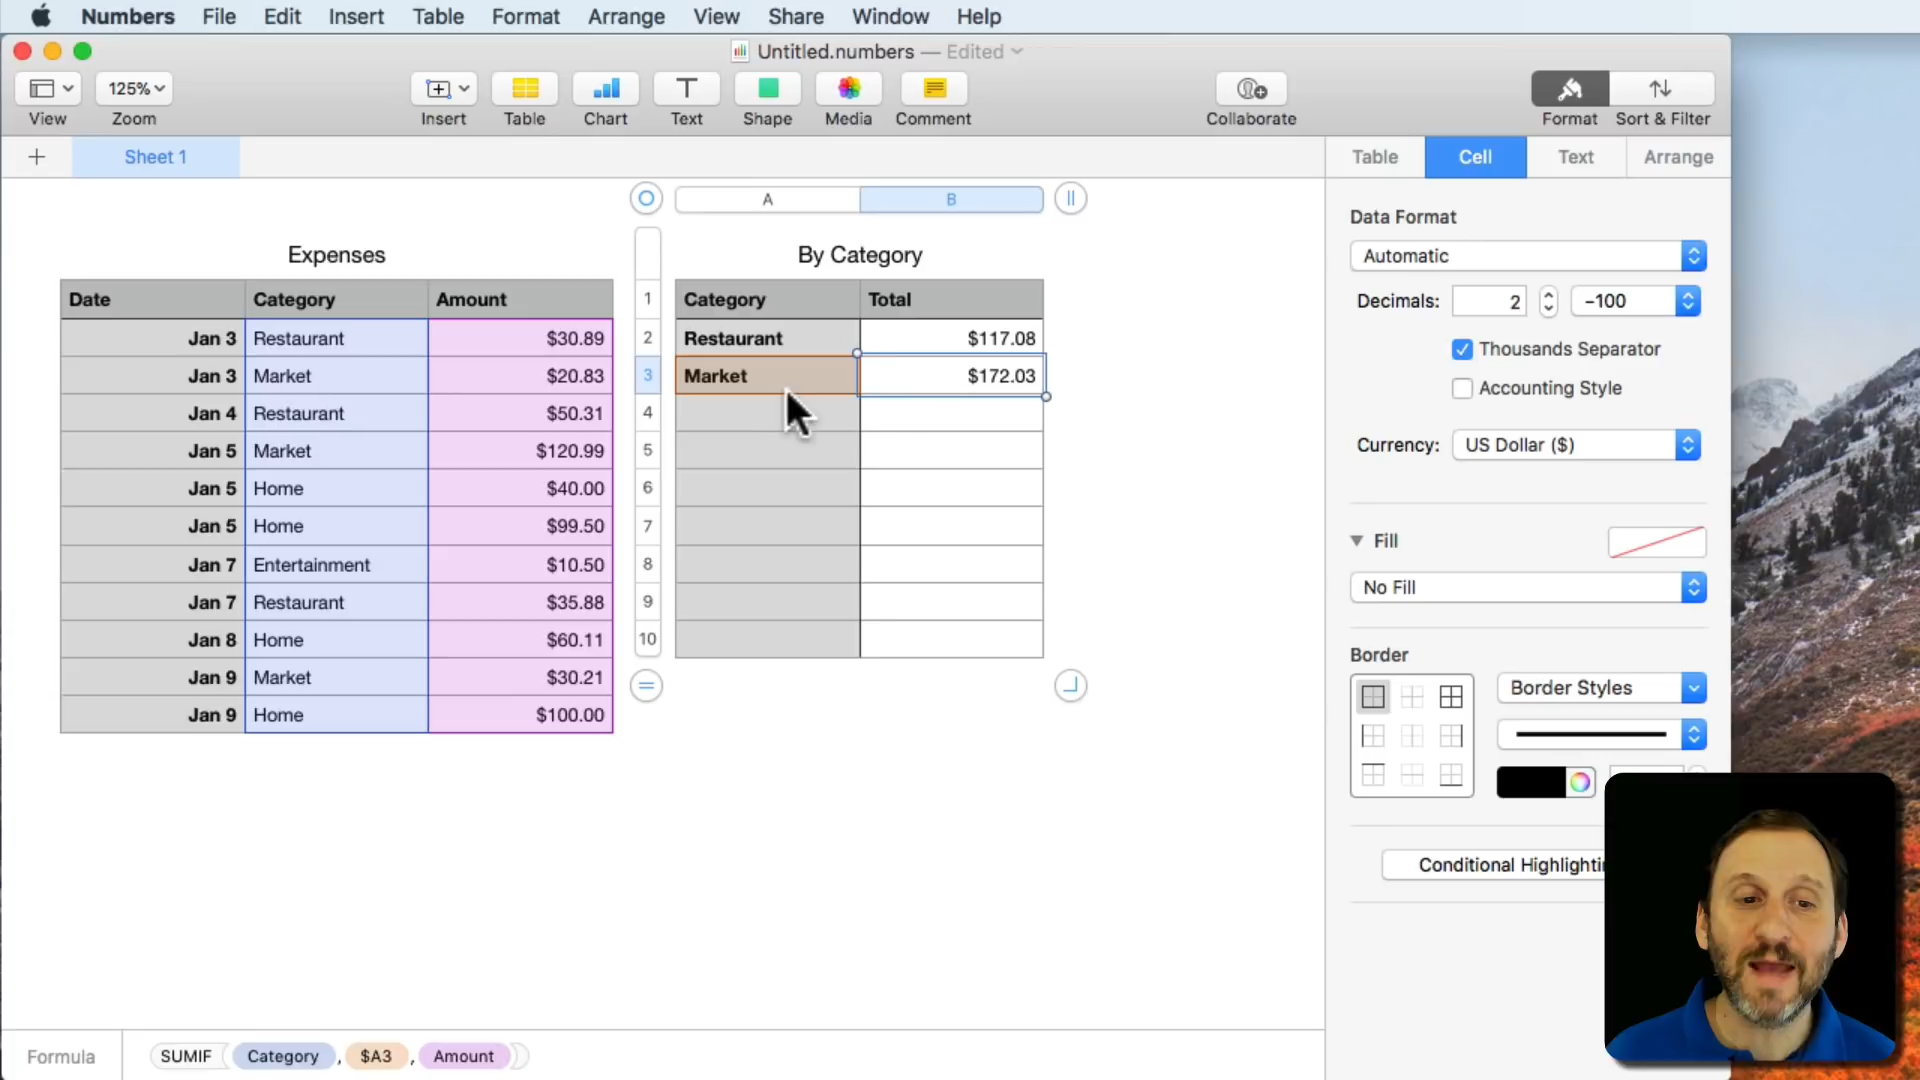 Numbers File Edit Insert Table Format Arrange View Share Window Help
Untitled.numbers — Edited
125%
View Zoom Insert Table Chart Text Shape Media Comment Collaborate Format Sort & Filter
Sheet 1
Table Cell Text Arrange
A B
Expenses
Date Category Amount
Jan 3 Restaurant $30.89
Jan 3 Market $20.83
Jan 4 Restaurant $50.31
Jan 5 Market $120.99
Jan 5 Home $40.00
Jan 5 Home $99.50
Jan 7 Entertainment $10.50
Jan 7 Restaurant $35.88
Jan 8 Home $60.11
Jan 9 Market $30.21
Jan 9 Home $100.00
By Category
1 Category Total
2 Restaurant $117.08
3 Market $172.03
4
5
6
7
8
9
10
Data Format
Automatic
Decimals: 2 -100
Thousands Separator
Accounting Style
Currency: US Dollar ($)
Fill
No Fill
Border
Border Styles
Conditional Highlighti
Formula SUMIF Category , $A3 , Amount